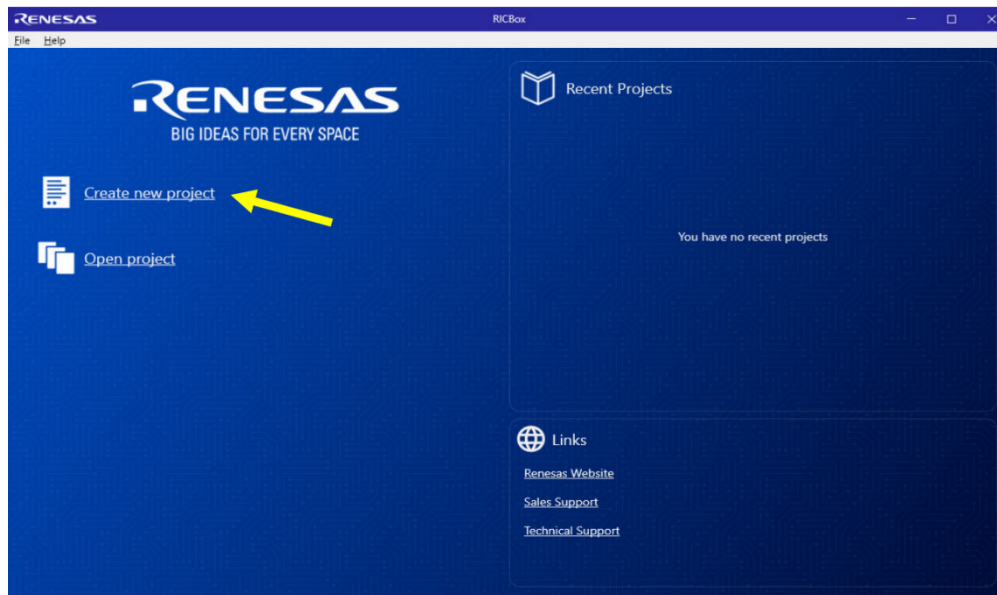 RENESAS
RICBox
File Help
RENESAS
BIG IDEAS FOR EVERY SPACE
Create new project
Open project
Recent Projects
You have no recent projects
Links
Renesas Website
Sales Support
Technical Support